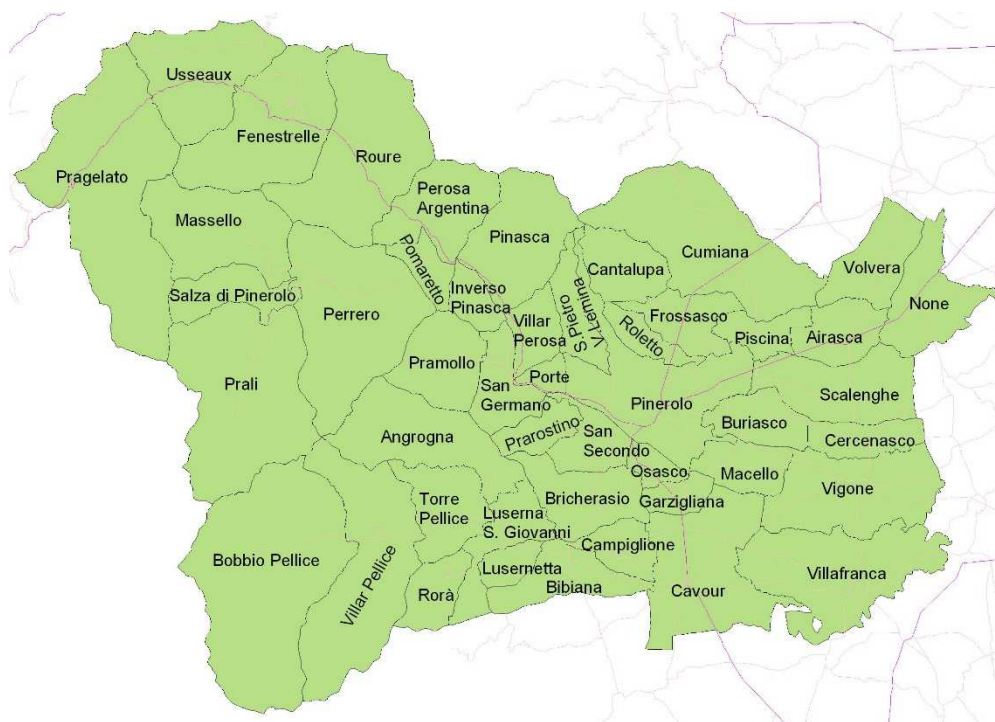 Usseaux
Fenestrelle
Roure
Pragelato
Perosa
Argentina
Massello
Pinasca
Cumiana
Cantalupa
Volvera
Pomaretto
Salza di Pinerolo
Inverso
Pinasca
S.Pietro
V.Lemina
None
Perrero
Villar
Perosa
Roletto
Frossasco
Piscina
Airasca
Pramollo
Prali
Porte
San
Germano
Pinerolo
Scalenghe
Buriasco
Angrogna
Prarostino
San
Secondo
Cercenasco
Osasco
Macello
Vigone
Torre
Pellice
Luserna
S. Giovanni
Bricherasio
Garzigliana
Bobbio Pellice
Villar Pellice
Campiglione
Lusernetta
Villafranca
Rorà
Bibiana
Cavour